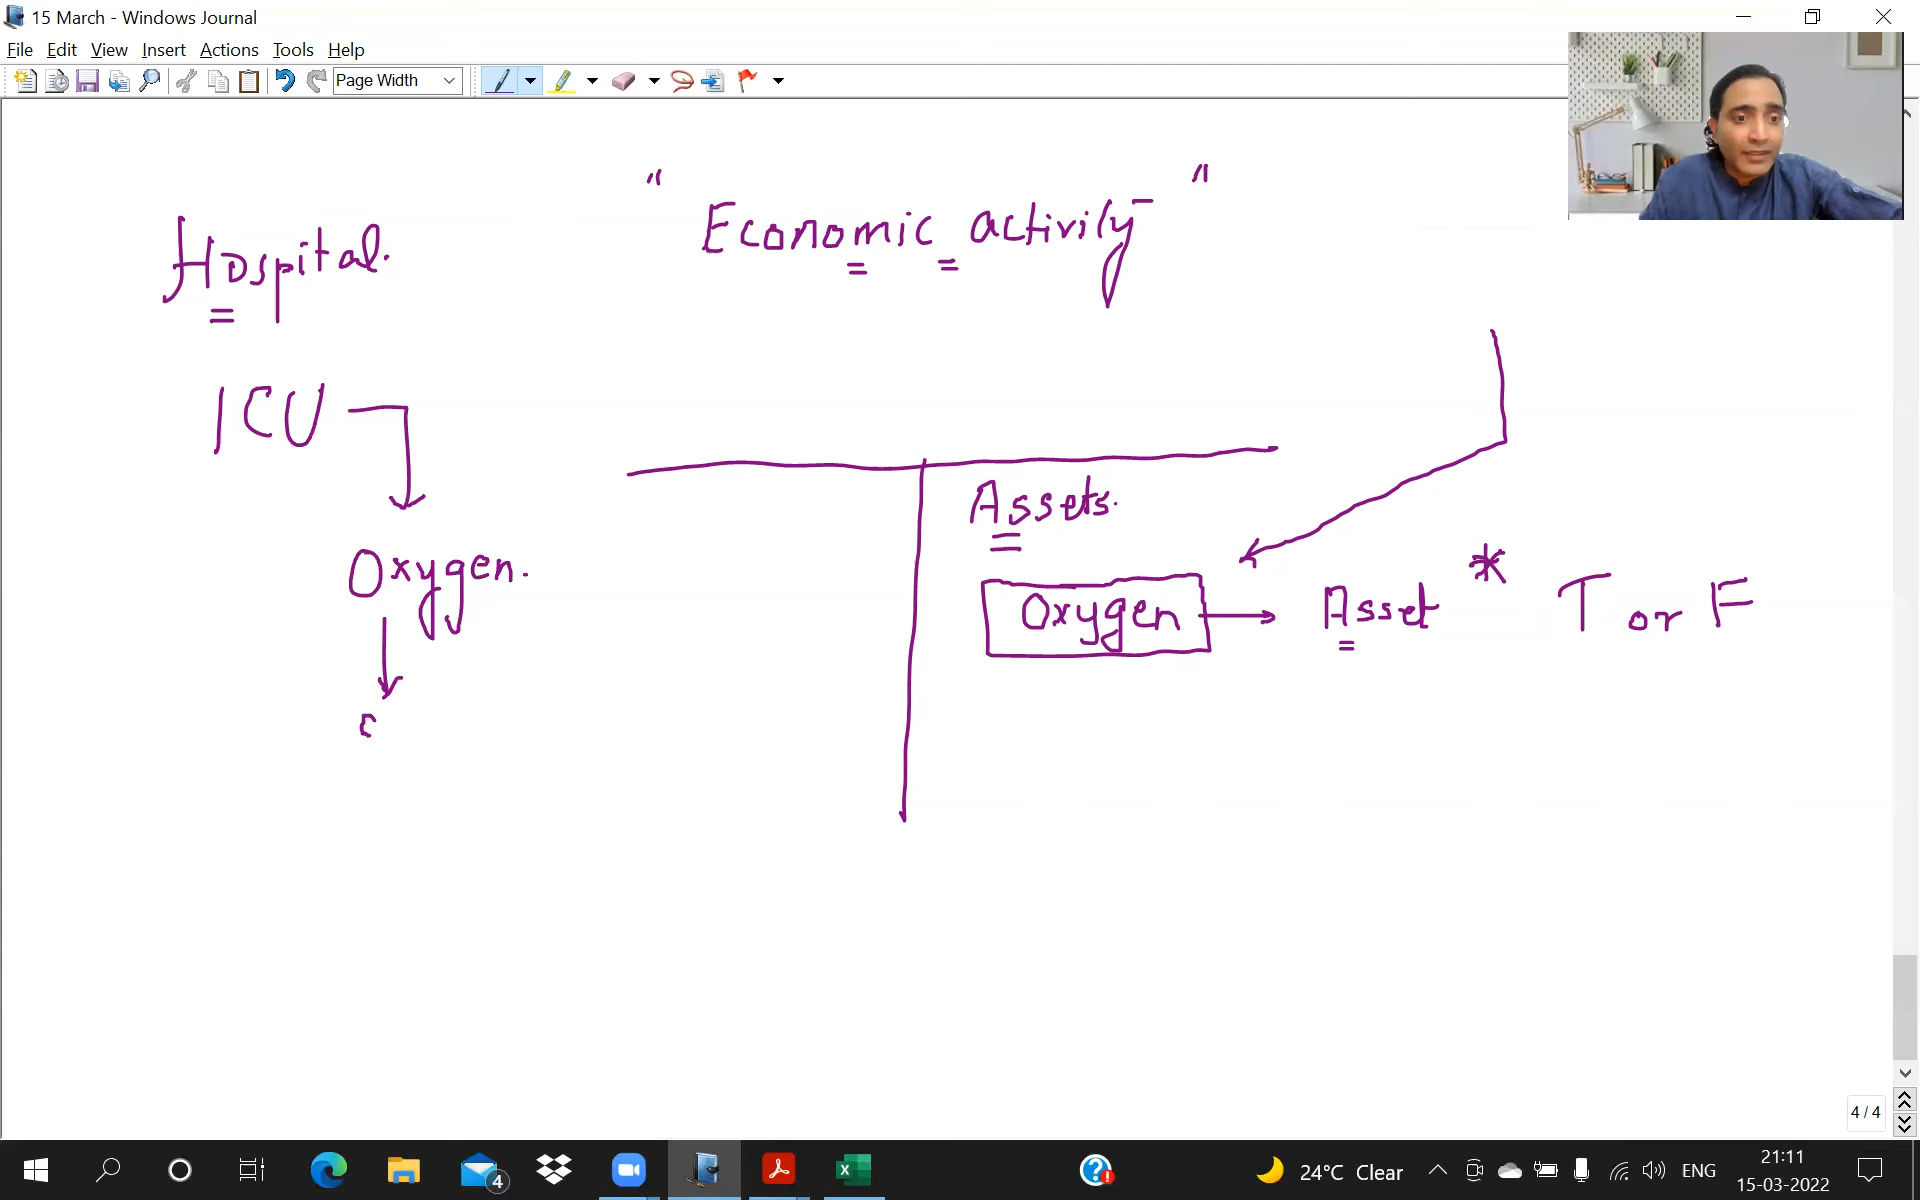 15 March - Windows Journal
File Edit View Insert Actions Tools Help
Page Width
" Economic activity "
Hospital.
ICU
Assets.
Oxygen.
Oxygen → Asset * T or F
4 / 4
4
24°C Clear
ENG
21:11
15-03-2022